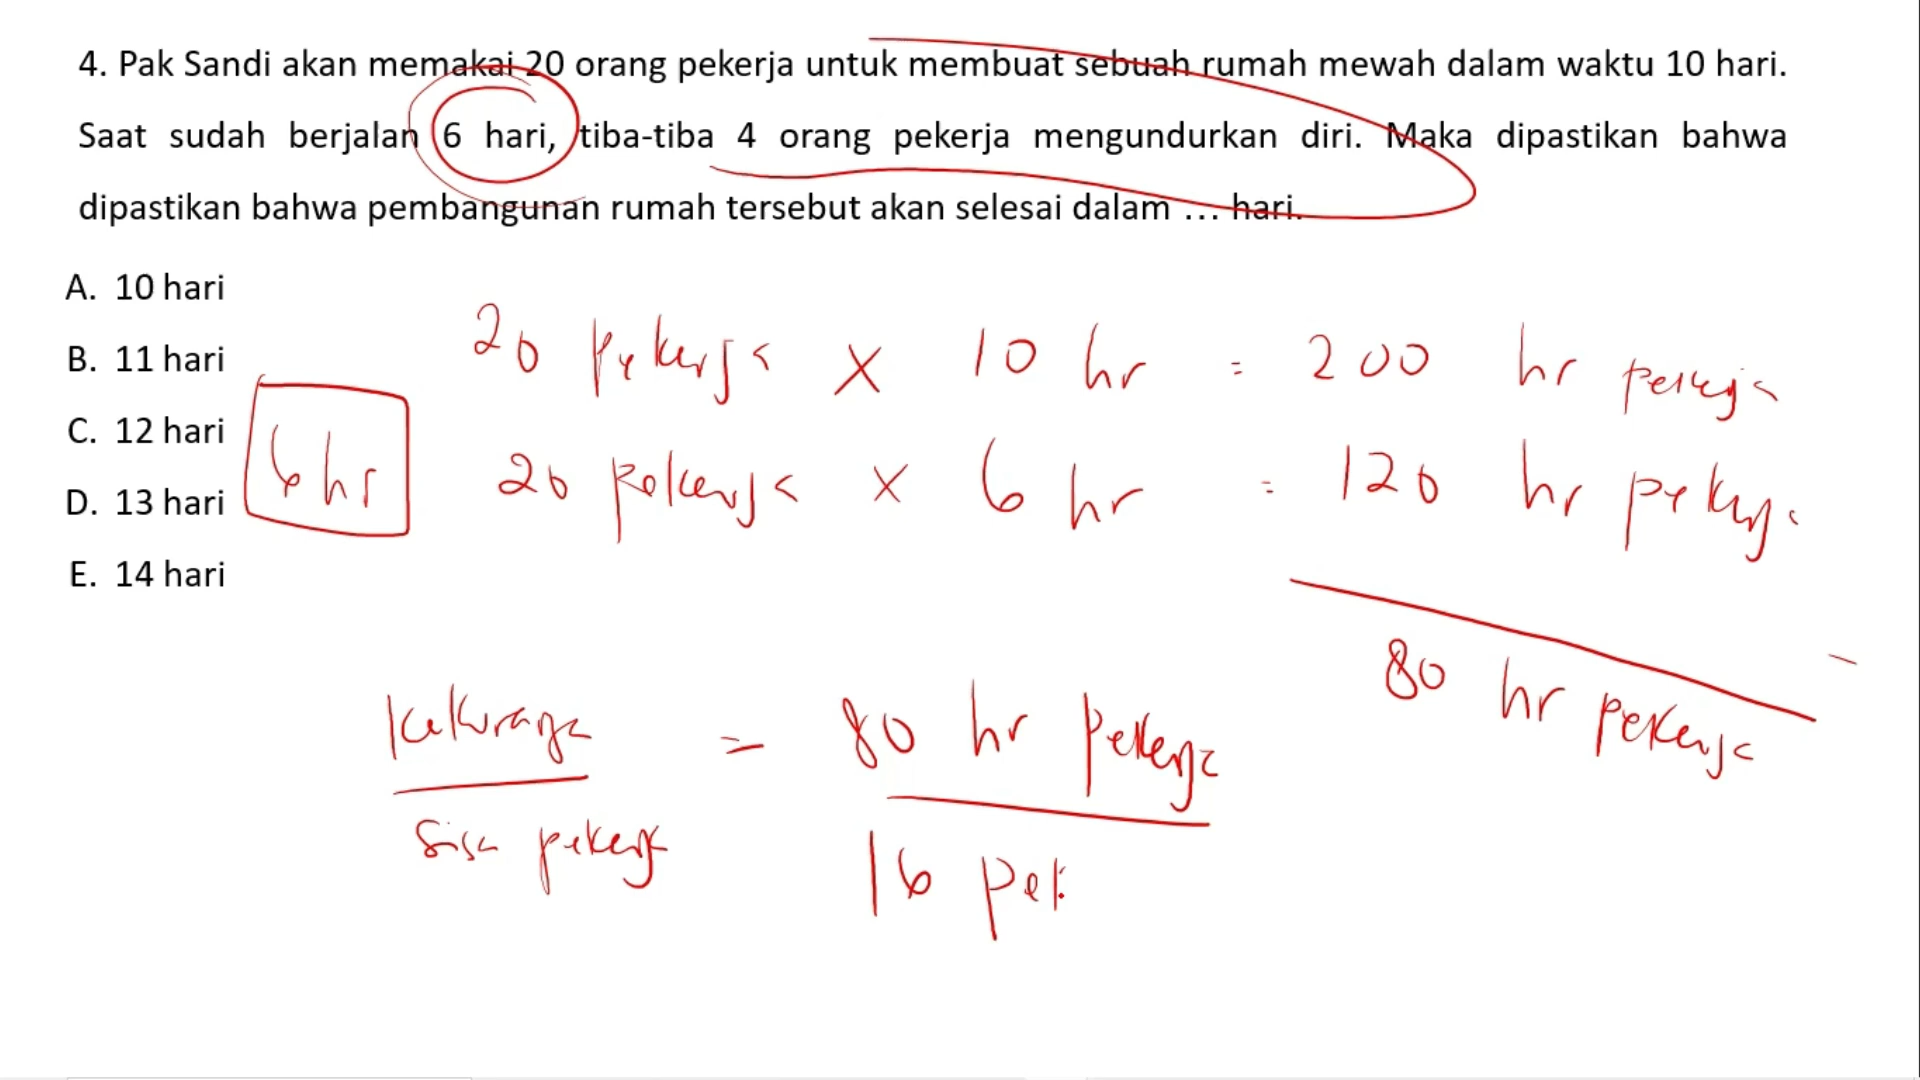 4. Pak Sandi akan memakai 20 orang pekerja untuk membuat sebuah rumah mewah dalam waktu 10 hari.
Saat sudah berjalan 6 hari, tiba-tiba 4 orang pekerja mengundurkan diri. Maka dipastikan bahwa
dipastikan bahwa pembangunan rumah tersebut akan selesai dalam ... hari.
A. 10 hari
B. 11 hari
C. 12 hari
D. 13 hari
E. 14 hari
6 hr
20 pekerja x 10 hr = 200 hr pekerja
20 pekerja x 6 hr = 120 hr pekerja
80 hr pekerja
= 80 hr pekerja
sisa pekerja
16 pek